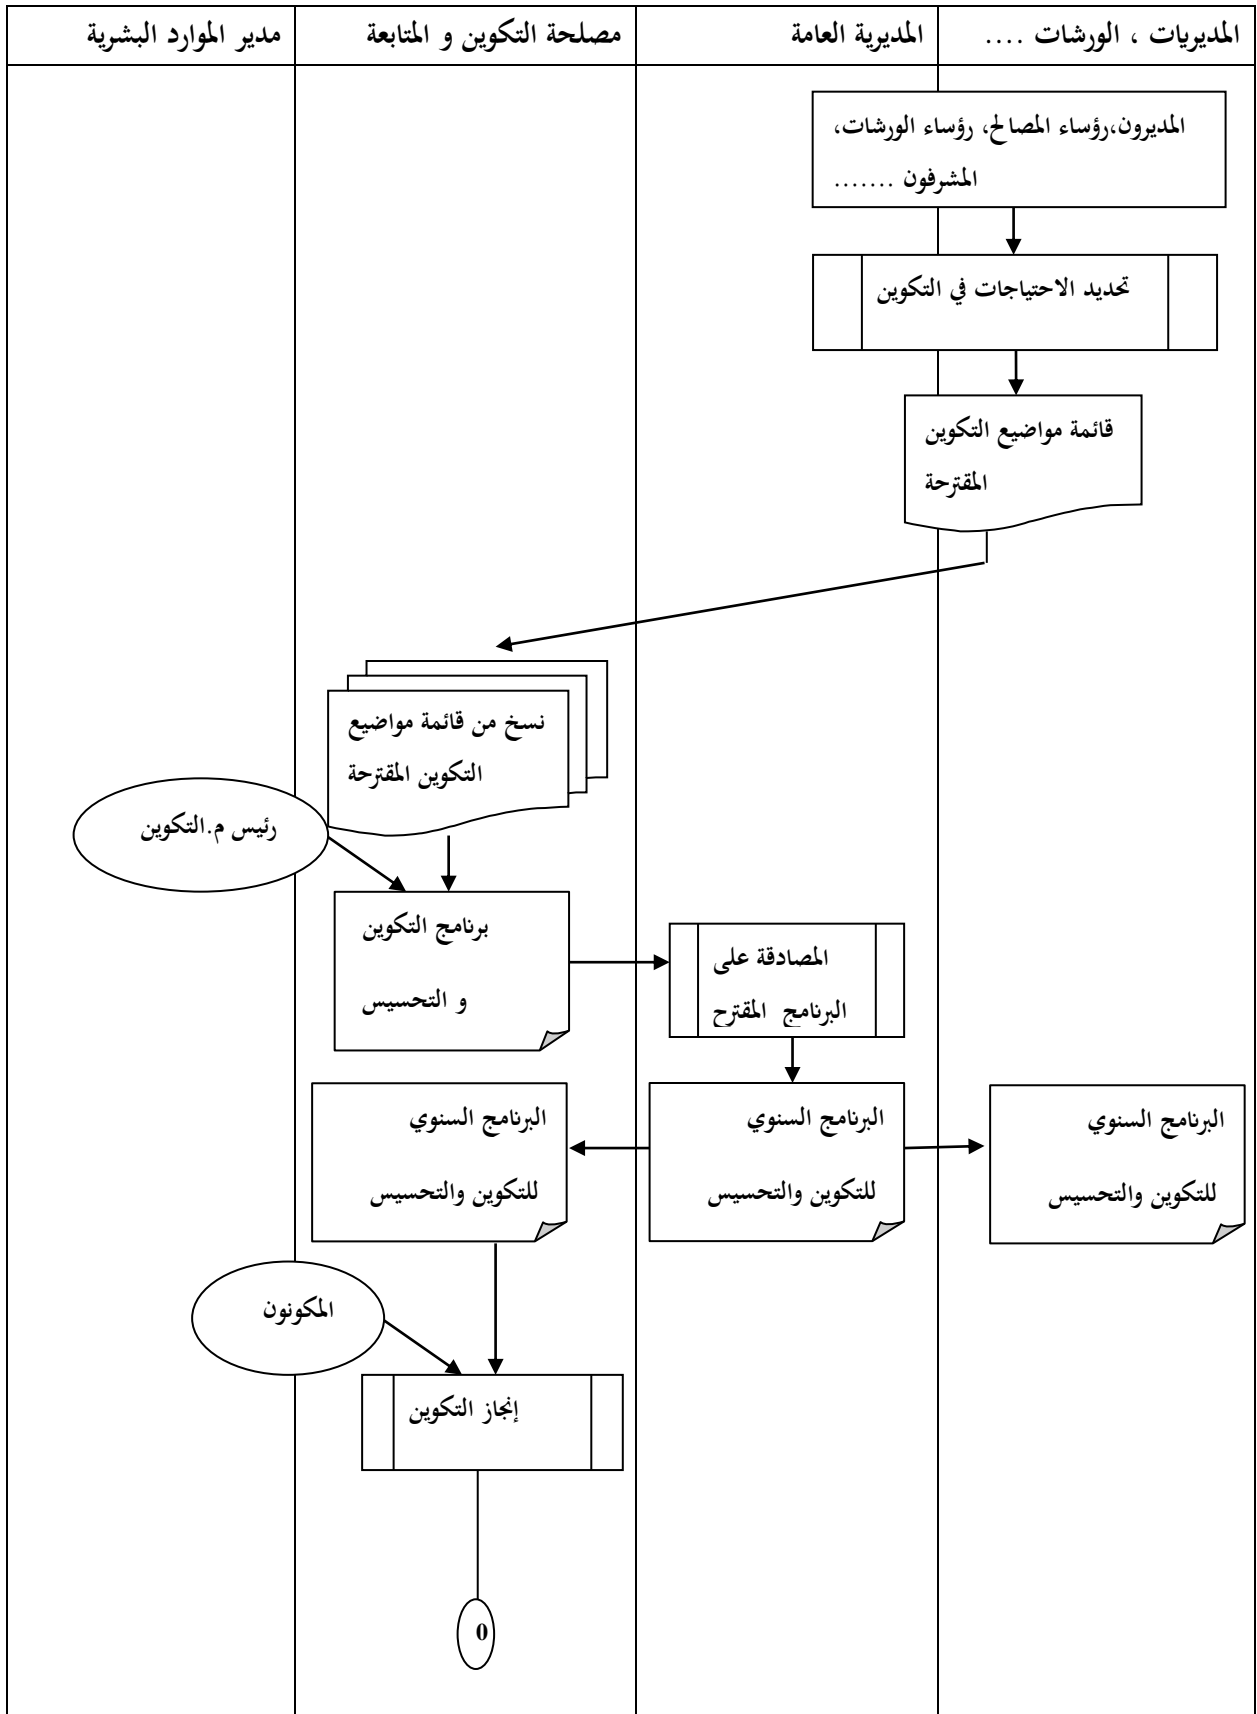 المديريات ، الورشات ....
المديرية العامة
مصلحة التكوين و المتابعة
مدير الموارد البشرية
المديرون،رؤساء المصالح، رؤساء الورشات،
المشرفون .......
تحديد الاحتياجات في التكوين
قائمة مواضيع التكوين
المقترحة
نسخ من قائمة مواضيع
التكوين المقترحة
رئيس م.التكوين
برنامج التكوين
و التحسيس
المصادقة على
البرنامج المقترح
البرنامج السنوي
للتكوين والتحسيس
البرنامج السنوي
للتكوين والتحسيس
البرنامج السنوي
للتكوين والتحسيس
المكونون
إنجاز التكوين
0